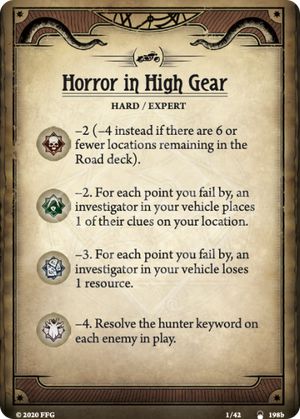 Horror in High Gear
HARD / EXPERT
–2 (–4 instead if there are 6 or
fewer locations remaining in the
Road deck).
–2. For each point you fail by, an
investigator in your vehicle places
1 of their clues on your location.
–3. For each point you fail by, an
investigator in your vehicle loses
1 resource.
–4. Resolve the hunter keyword on
each enemy in play.
© 2020 FFG
1/42
198b